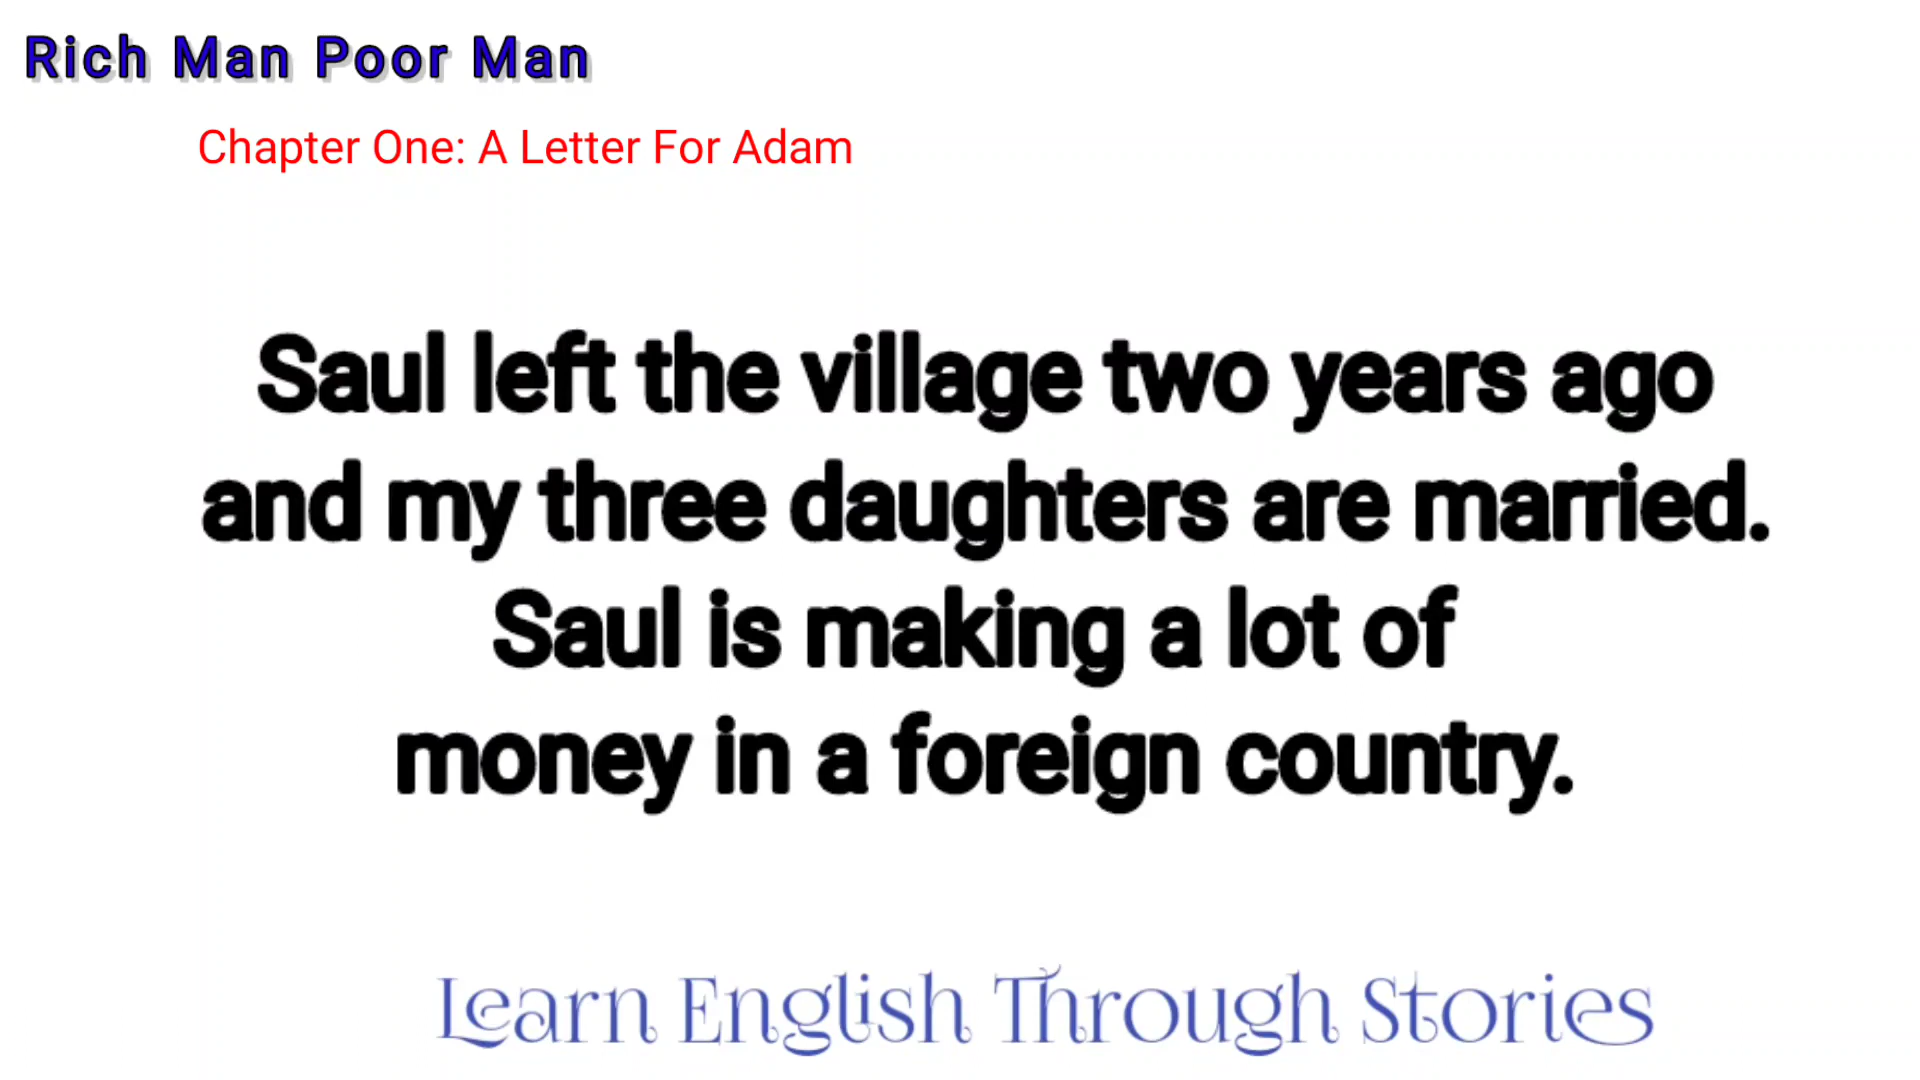 Rich Man Poor Man
Chapter One: A Letter For Adam
Saul left the village two years ago
and my three daughters are married.
Saul is making a lot of
money in a foreign country.
Learn English Through Stories